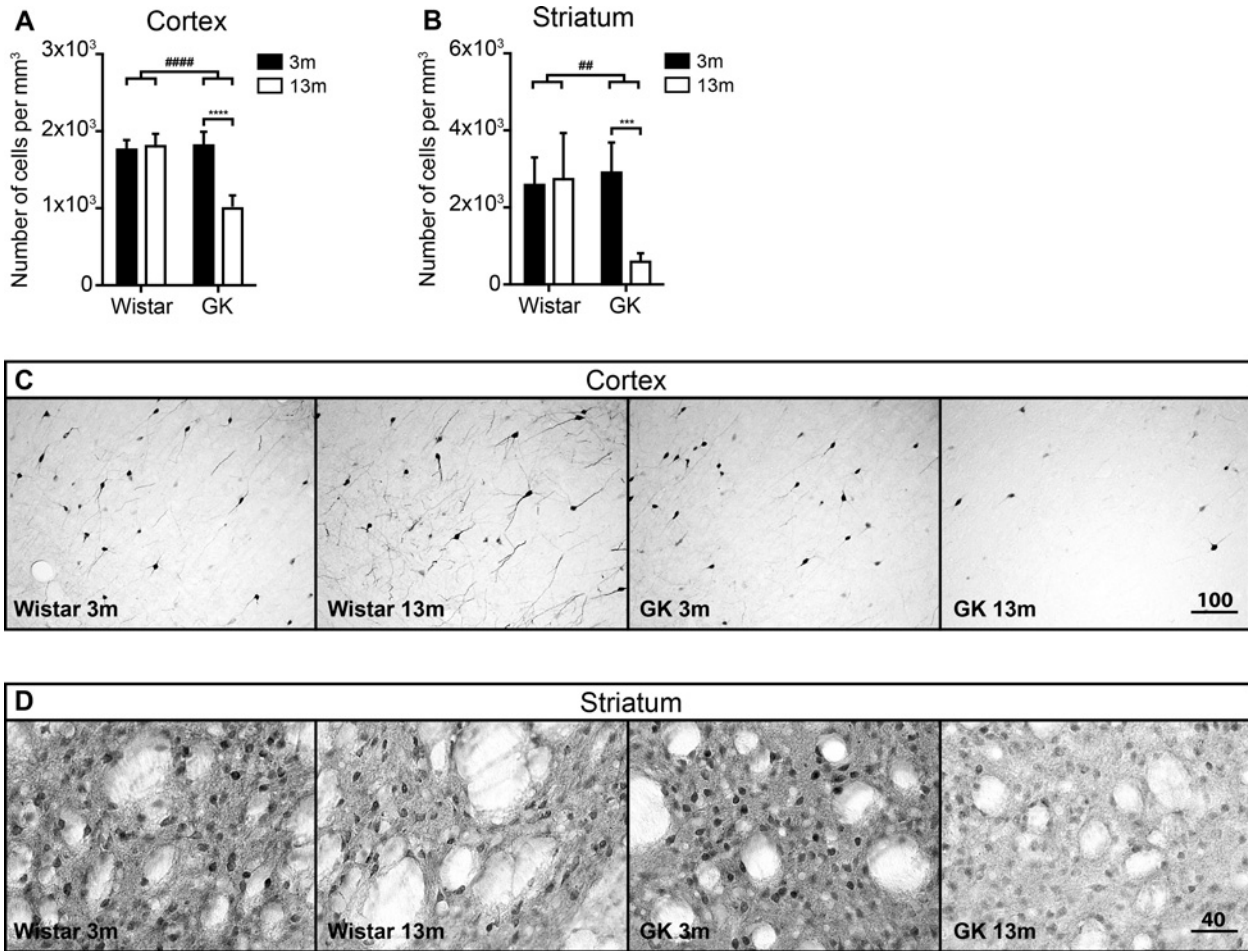 A
Cortex
Number of cells per mm³
3x10³
2x10³
1x10³
0
####
****
3m
13m
Wistar
GK
B
Striatum
Number of cells per mm³
6x10³
4x10³
2x10³
0
##
***
3m
13m
Wistar
GK
C
Cortex
Wistar 3m
Wistar 13m
GK 3m
GK 13m
100
D
Striatum
Wistar 3m
Wistar 13m
GK 3m
GK 13m
40